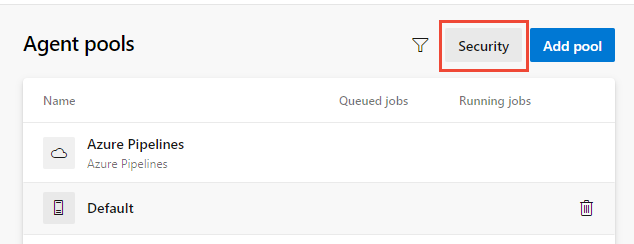 Agent pools
Security
Add pool
Name
Queued jobs
Running jobs
Azure Pipelines
Azure Pipelines
Default